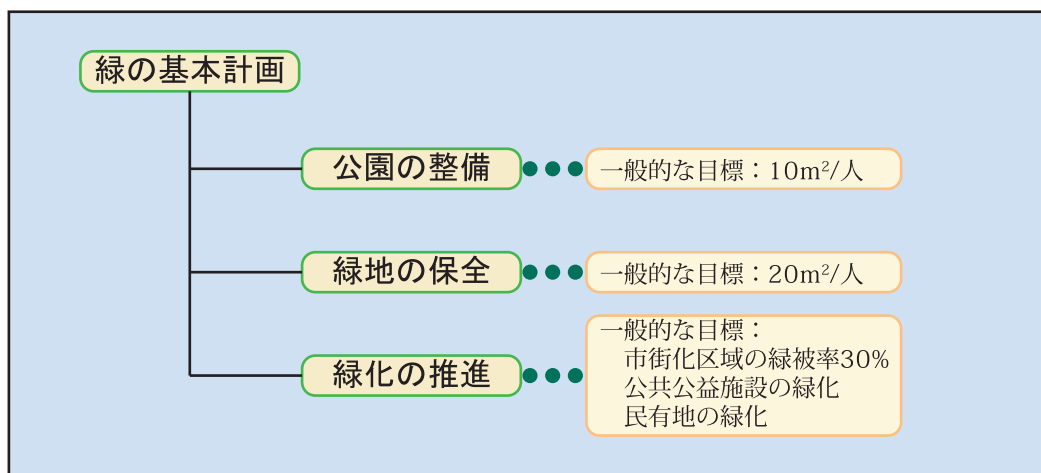 緑の基本計画
公園の整備
一般的な目標：10m²/人
緑地の保全
一般的な目標：20m²/人
緑化の推進
一般的な目標：
市街化区域の緑被率30%
公共公益施設の緑化
民有地の緑化